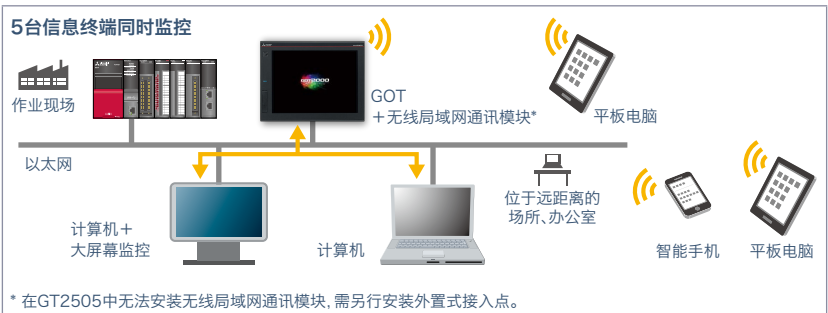 5台信息终端同时监控
GOT2000
作业现场
GOT
＋无线局域网通讯模块*
平板电脑
以太网
计算机＋
大屏幕监控
计算机
位于远距离的
场所、办公室
智能手机
平板电脑
* 在GT2505中无法安装无线局域网通讯模块，需另行安装外置式接入点。